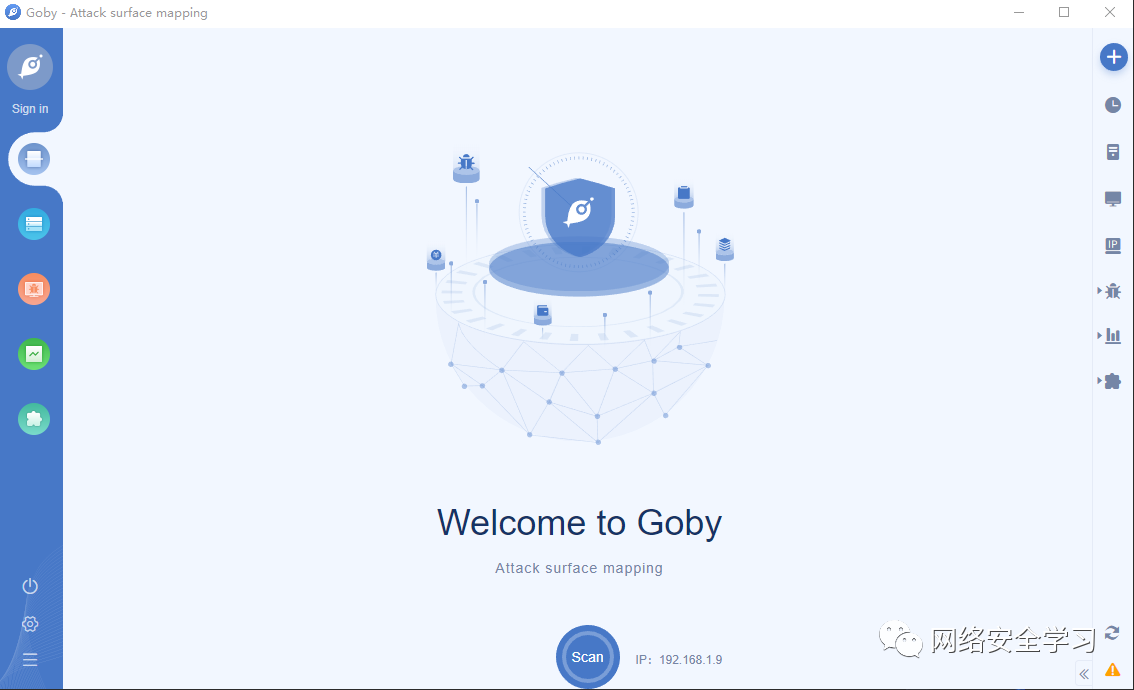 Goby - Attack surface mapping
Sign in
IP
Welcome to Goby
Attack surface mapping
Scan
IP: 192.168.1.9
网络安全学习